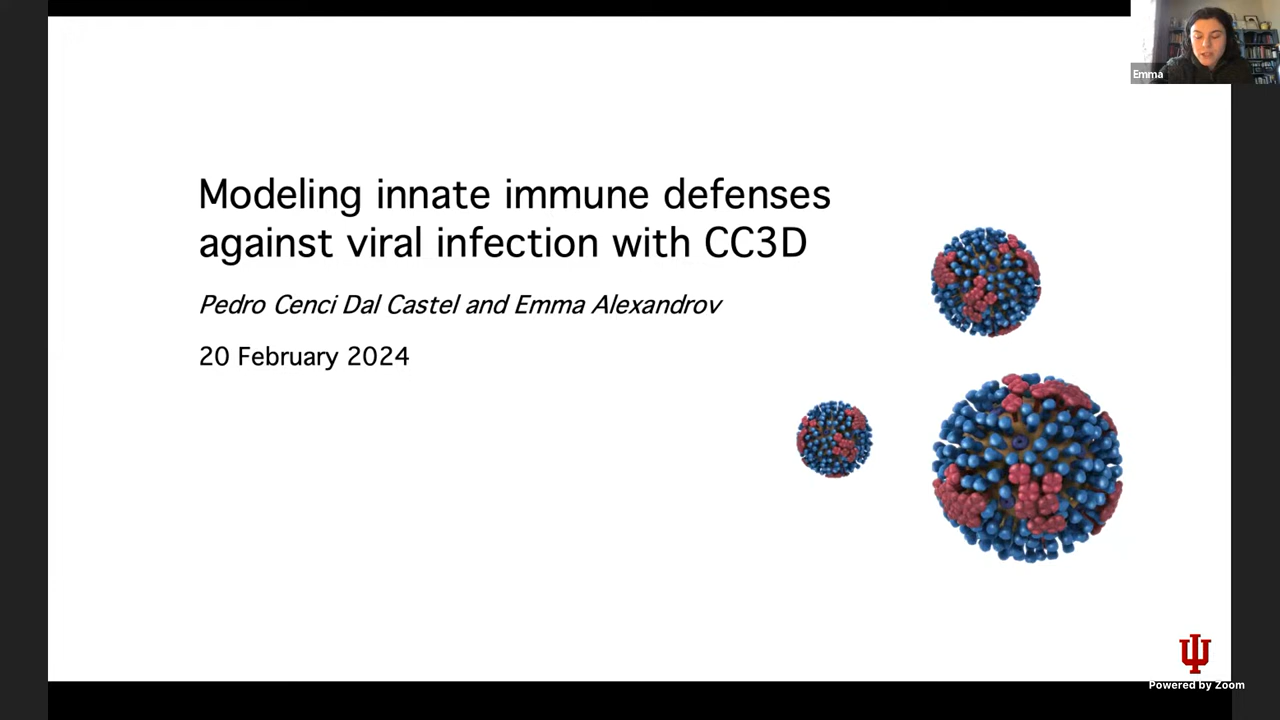 Emma
Modeling innate immune defenses
against viral infection with CC3D
Pedro Cenci Dal Castel and Emma Alexandrov
20 February 2024
Powered by Zoom